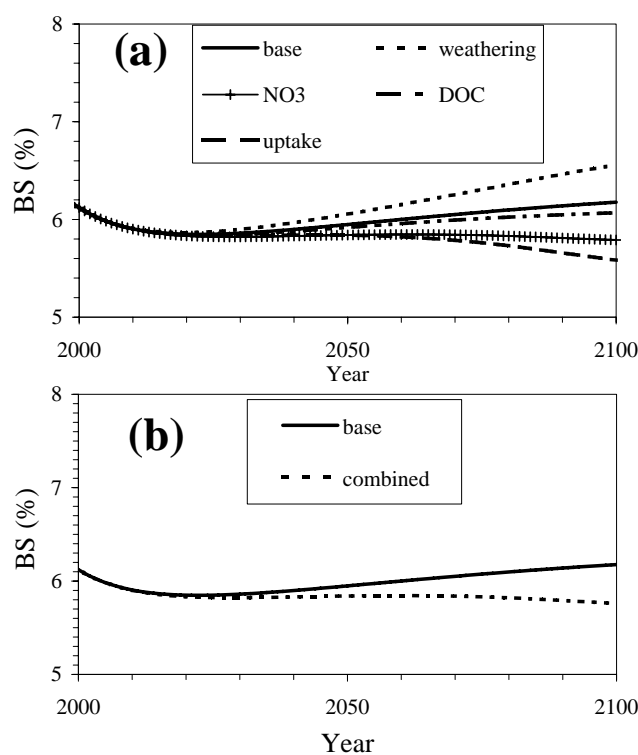 (a)
base weathering
NO3 DOC
uptake
8
7
6
5
BS (%)
2000 2050 2100
Year
(b)
base
combined
8
7
6
5
BS (%)
2000 2050 2100
Year